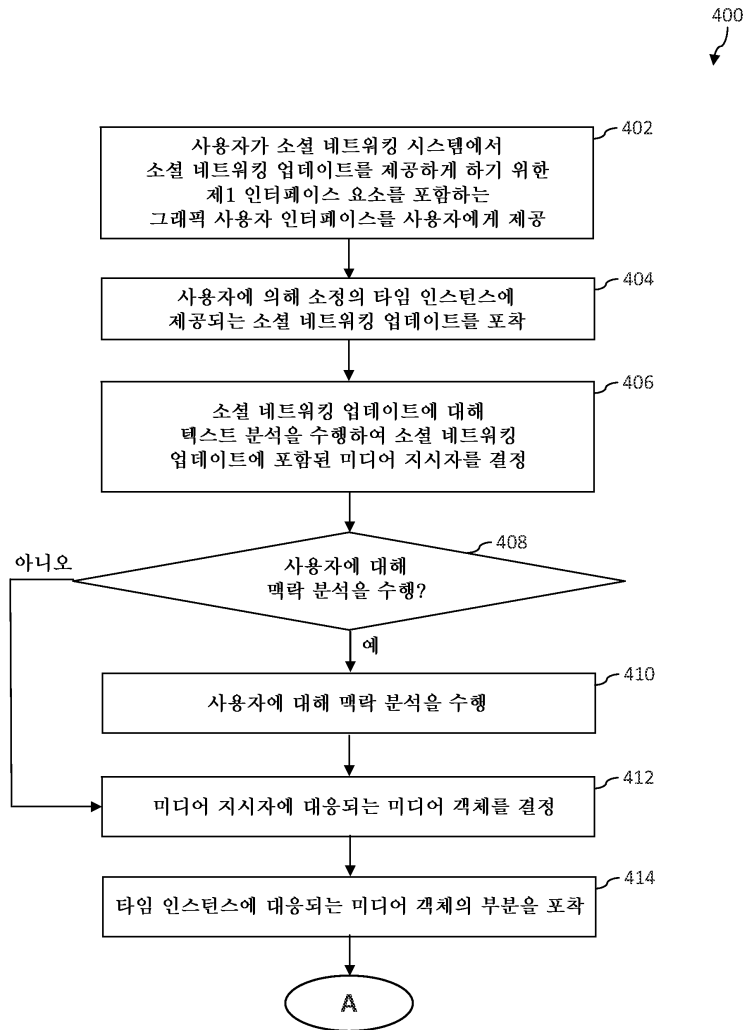 400
402
사용자가 소셜 네트워킹 시스템에서
소셜 네트워킹 업데이트를 제공하게 하기 위한
제1 인터페이스 요소를 포함하는
그래픽 사용자 인터페이스를 사용자에게 제공
404
사용자에 의해 소정의 타임 인스턴스에
제공되는 소셜 네트워킹 업데이트를 포착
406
소셜 네트워킹 업데이트에 대해
텍스트 분석을 수행하여 소셜 네트워킹
업데이트에 포함된 미디어 지시자를 결정
408
아니오
사용자에 대해
맥락 분석을 수행?
예
410
사용자에 대해 맥락 분석을 수행
412
미디어 지시자에 대응되는 미디어 객체를 결정
414
타임 인스턴스에 대응되는 미디어 객체의 부분을 포착
A